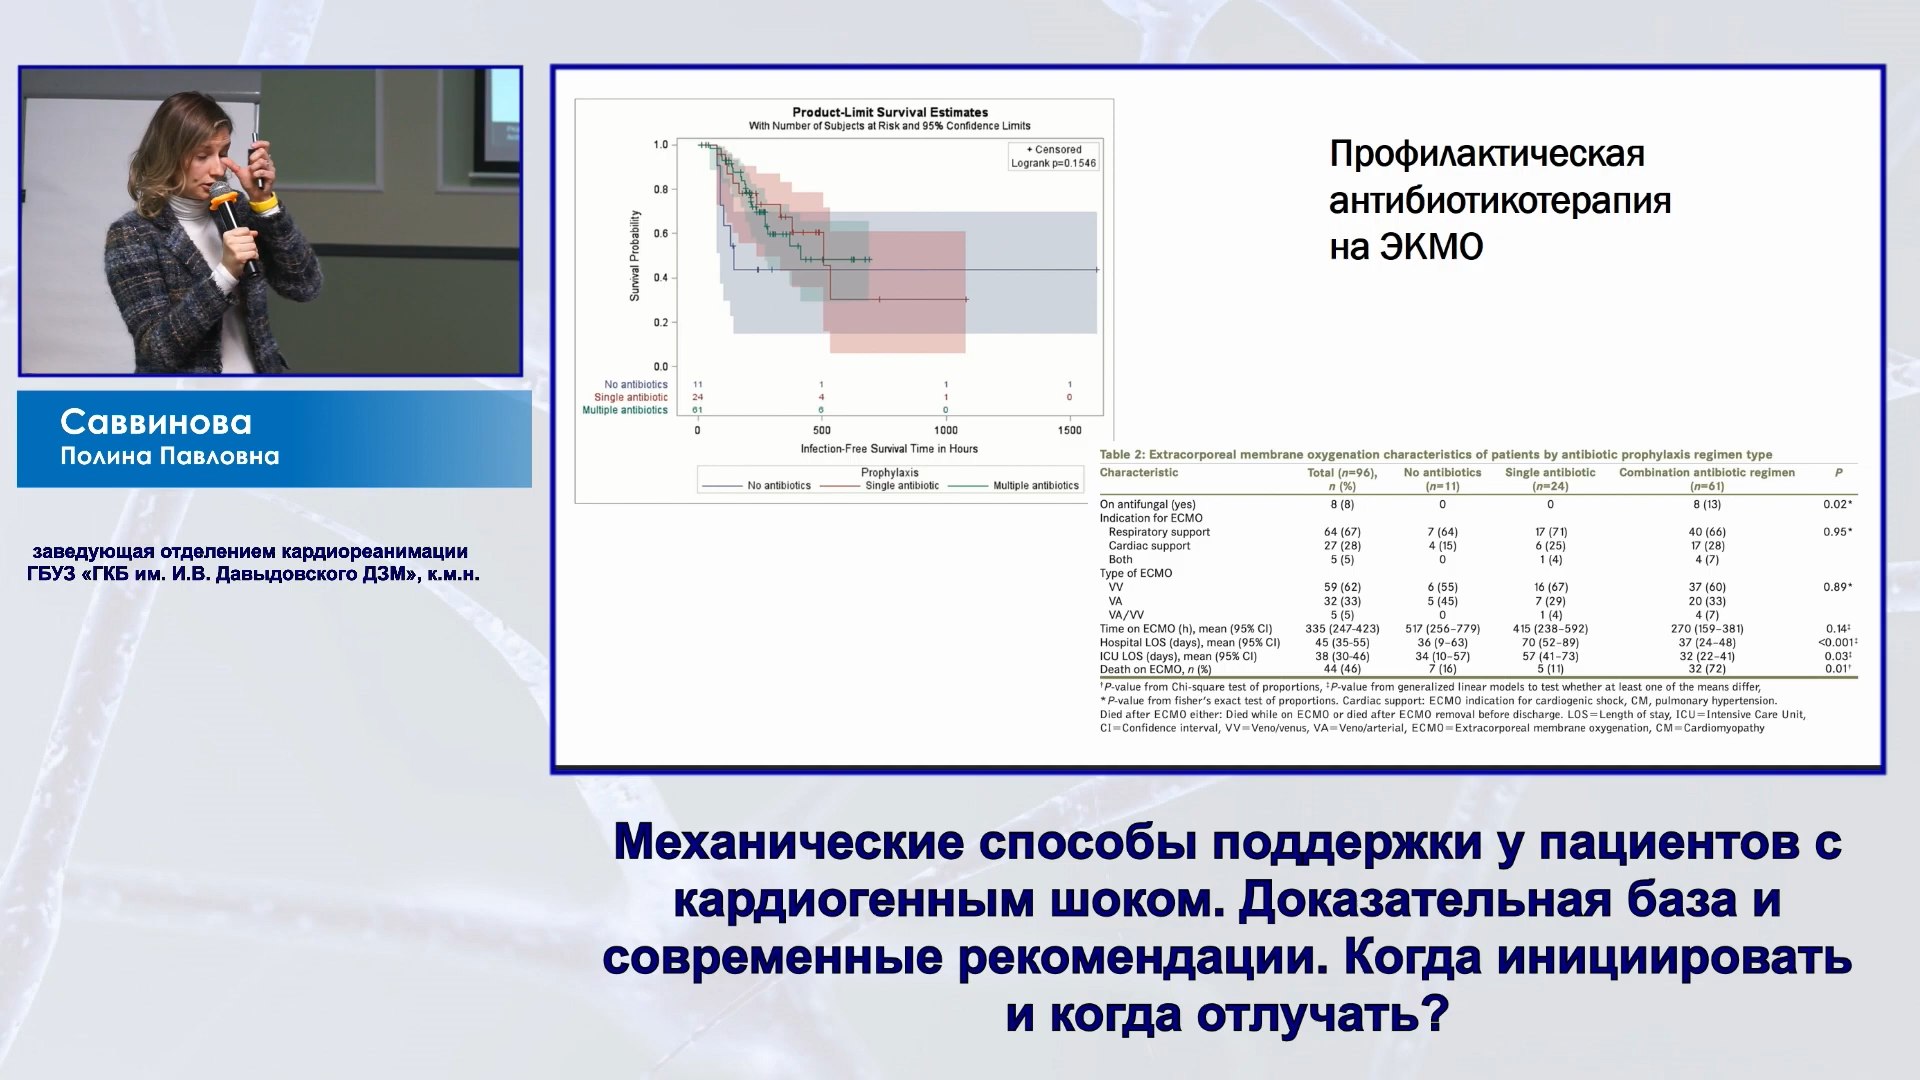 Саввинова
Полина Павловна
заведующая отделением кардиореанимации
ГБУЗ «ГКБ им. И.В. Давыдовского ДЗМ», к.м.н.
Product-Limit Survival Estimates
With Number of Subjects at Risk and 95% Confidence Limits
+ Censored
Logrank p=0.1546
1.0
0.8
0.6
0.4
0.2
0.0
Survival Probability
No antibiotics 11 1 1 1
Single antibiotic 24 4 1 0
Multiple antibiotics 61 6 0
0 500 1000 1500
Infection-Free Survival Time in Hours
Prophylaxis
No antibiotics Single antibiotic Multiple antibiotics
Профилактическая
антибиотикотерапия
на ЭКМО
Table 2: Extracorporeal membrane oxygenation characteristics of patients by antibiotic prophylaxis regimen type
Characteristic Total (n=96), No antibiotics Single antibiotic Combination antibiotic regimen P
n (%) (n=11) (n=24) (n=61)
On antifungal (yes) 8 (8) 0 0 8 (13) 0.02*
Indication for ECMO
Respiratory support 64 (67) 7 (64) 17 (71) 40 (66) 0.95*
Cardiac support 27 (28) 4 (15) 6 (25) 17 (28)
Both 5 (5) 0 1 (4) 4 (7)
Type of ECMO
VV 59 (62) 6 (55) 16 (67) 37 (60) 0.89*
VA 32 (33) 5 (45) 7 (29) 20 (33)
VA/VV 5 (5) 0 1 (4) 4 (7)
Time on ECMO (h), mean (95% CI) 335 (247-423) 517 (256–779) 415 (238–592) 270 (159–381) 0.14‡
Hospital LOS (days), mean (95% CI) 45 (35-55) 36 (9–63) 70 (52–89) 37 (24–48) <0.001‡
ICU LOS (days), mean (95% CI) 38 (30-46) 34 (10–57) 57 (41–73) 32 (22–41) 0.03‡
Death on ECMO, n (%) 44 (46) 7 (16) 5 (11) 32 (72) 0.01†
†P-value from Chi-square test of proportions, ‡P-value from generalized linear models to test whether at least one of the means differ,
*P-value from fisher's exact test of proportions. Cardiac support: ECMO indication for cardiogenic shock, CM, pulmonary hypertension.
Died after ECMO either: Died while on ECMO or died after ECMO removal before discharge. LOS=Length of stay, ICU=Intensive Care Unit,
CI=Confidence interval, VV=Veno/venus, VA=Veno/arterial, ECMO=Extracorporeal membrane oxygenation, CM=Cardiomyopathy
Механические способы поддержки у пациентов с
кардиогенным шоком. Доказательная база и
современные рекомендации. Когда инициировать
и когда отлучать?